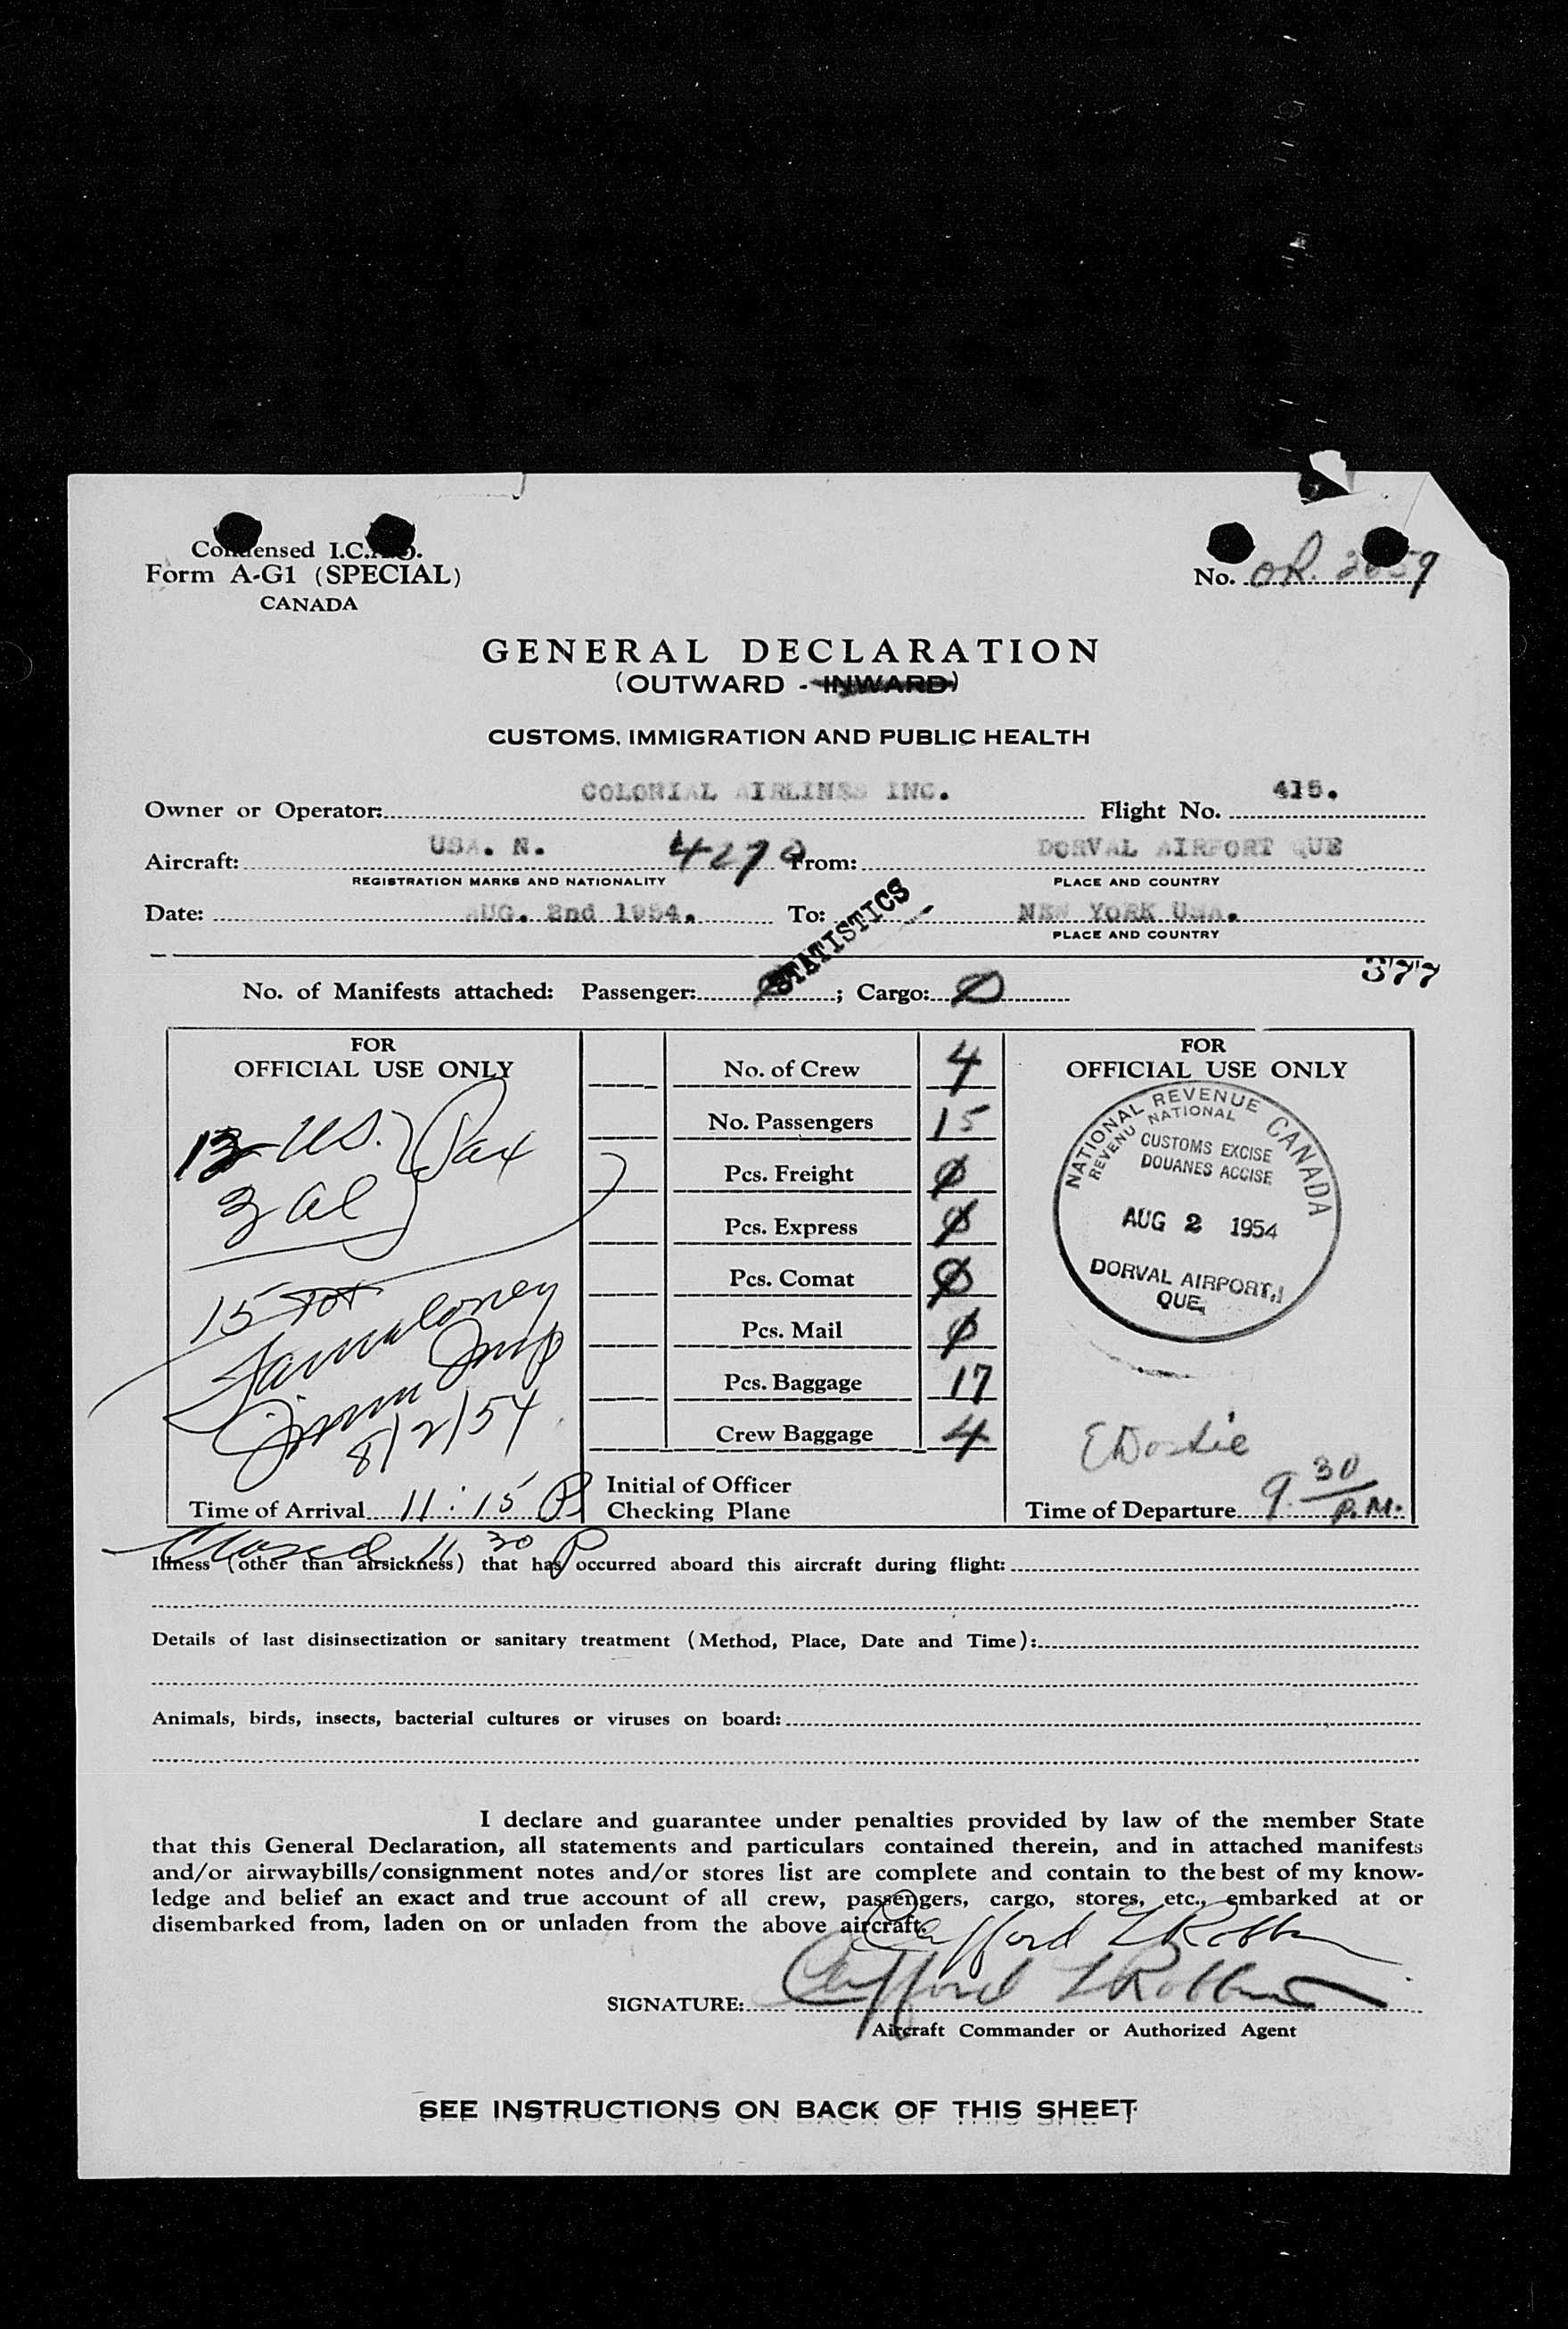 Condensed I.C.A.O.
Form A-G1 (SPECIAL)
CANADA
No. OR.
GENERAL DECLARATION
(OUTWARD - INWARD)
CUSTOMS, IMMIGRATION AND PUBLIC HEALTH
Owner or Operator: COLONIAL AIRLINES INC. Flight No. 415.
Aircraft: USA. N. From: DORVAL AIRPORT QUE
REGISTRATION MARKS AND NATIONALITY PLACE AND COUNTRY
Date: AUG. 2nd 1954. To: NEW YORK USA.
PLACE AND COUNTRY
STATISTICS
377
No. of Manifests attached: Passenger: ; Cargo: Ø
FOR
OFFICIAL USE ONLY
US. Pax
3 al
15 Tot
8/2/54
Time of Arrival 11:15 P
No. of Crew 4
No. Passengers 15
Pcs. Freight Ø
Pcs. Express Ø
Pcs. Comat Ø
Pcs. Mail Ø
Pcs. Baggage 17
Crew Baggage 4
Initial of Officer
Checking Plane
FOR
OFFICIAL USE ONLY
NATIONAL REVENUE CANADA
REVENU NATIONAL
CUSTOMS EXCISE
DOUANES ACCISE
AUG 2 1954
DORVAL AIRPORT,
QUE.
Time of Departure 9.30 P.M.
Closed 11 30 P
Illness (other than airsickness) that has occurred aboard this aircraft during flight:
Details of last disinsectization or sanitary treatment (Method, Place, Date and Time):
Animals, birds, insects, bacterial cultures or viruses on board:
I declare and guarantee under penalties provided by law of the member State
that this General Declaration, all statements and particulars contained therein, and in attached manifests
and/or airwaybills/consignment notes and/or stores list are complete and contain to the best of my know-
ledge and belief an exact and true account of all crew, passengers, cargo, stores, etc., embarked at or
disembarked from, laden on or unladen from the above aircraft.
Clifford L
SIGNATURE: Clifford L
Aircraft Commander or Authorized Agent
SEE INSTRUCTIONS ON BACK OF THIS SHEET